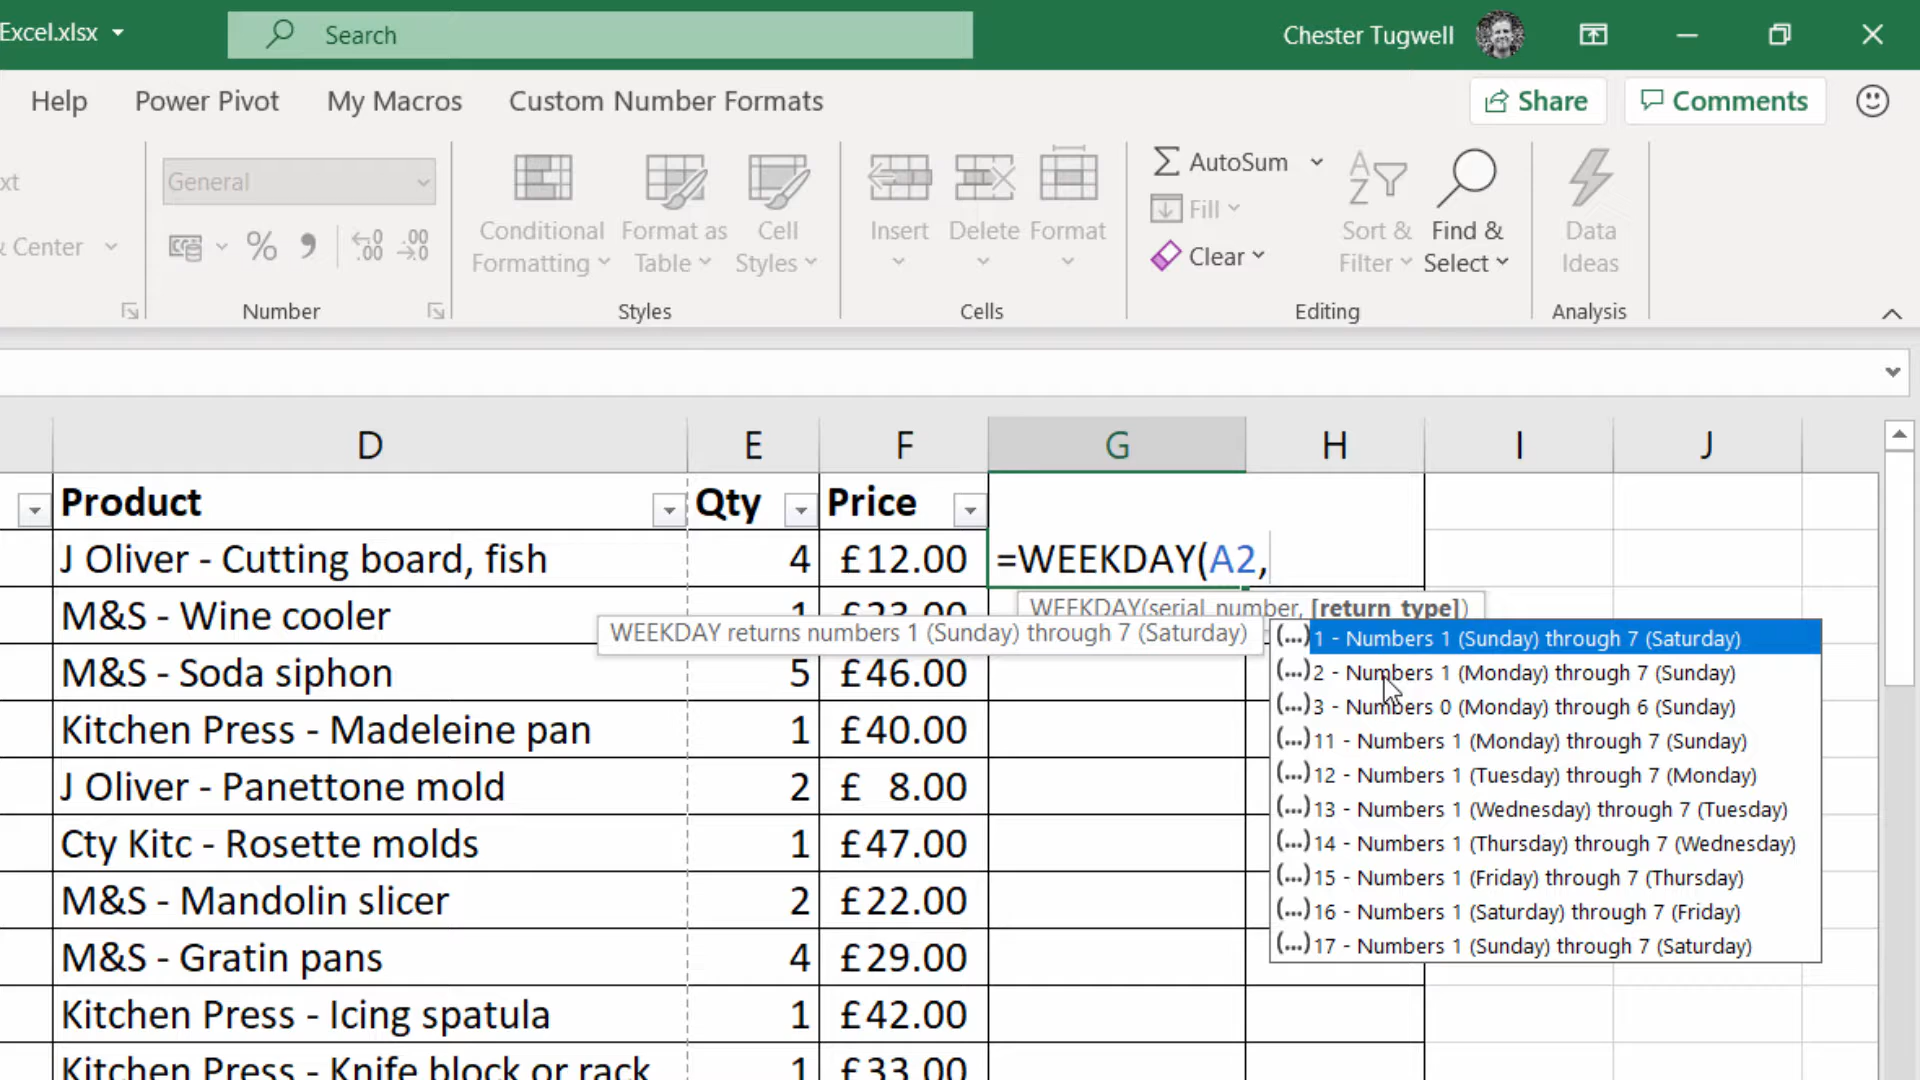 Excel.xlsx
Search
Chester Tugwell
Help
Power Pivot
My Macros
Custom Number Formats
Share
Comments
xt
General
AutoSum
Fill
Clear
& Center
%
Conditional Formatting
Format as Table
Cell Styles
Insert
Delete
Format
Sort & Filter
Find & Select
Data Ideas
Number
Styles
Cells
Editing
Analysis
D E F G H I J
Product Qty Price
J Oliver - Cutting board, fish 4 £12.00 =WEEKDAY(A2,
M&S - Wine cooler
WEEKDAY(serial_number, [return_type])
WEEKDAY returns numbers 1 (Sunday) through 7 (Saturday)
(...) 1 - Numbers 1 (Sunday) through 7 (Saturday)
(...) 2 - Numbers 1 (Monday) through 7 (Sunday)
(...) 3 - Numbers 0 (Monday) through 6 (Sunday)
(...) 11 - Numbers 1 (Monday) through 7 (Sunday)
(...) 12 - Numbers 1 (Tuesday) through 7 (Monday)
(...) 13 - Numbers 1 (Wednesday) through 7 (Tuesday)
(...) 14 - Numbers 1 (Thursday) through 7 (Wednesday)
(...) 15 - Numbers 1 (Friday) through 7 (Thursday)
(...) 16 - Numbers 1 (Saturday) through 7 (Friday)
(...) 17 - Numbers 1 (Sunday) through 7 (Saturday)
M&S - Soda siphon 5 £46.00
Kitchen Press - Madeleine pan 1 £40.00
J Oliver - Panettone mold 2 £ 8.00
Cty Kitc - Rosette molds 1 £47.00
M&S - Mandolin slicer 2 £22.00
M&S - Gratin pans 4 £29.00
Kitchen Press - Icing spatula 1 £42.00
Kitchen Press - Knife block or rack 1 £33.00